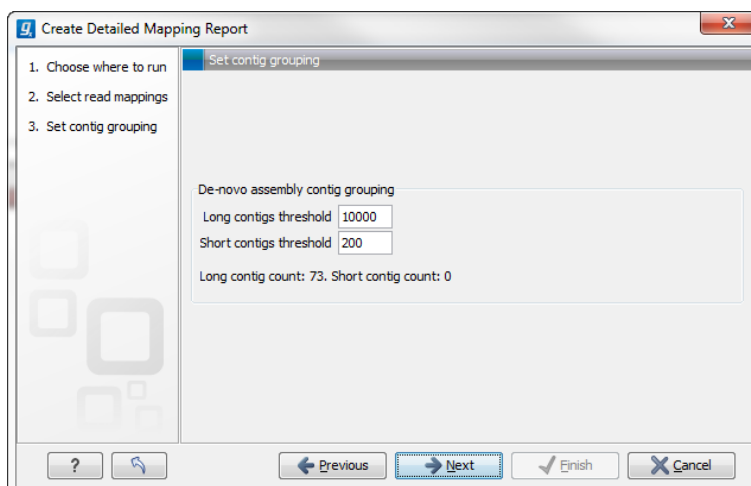 Create Detailed Mapping Report
1. Choose where to run
2. Select read mappings
3. Set contig grouping
Set contig grouping
De-novo assembly contig grouping
Long contigs threshold 10000
Short contigs threshold 200
Long contig count: 73. Short contig count: 0
? Previous Next Finish Cancel